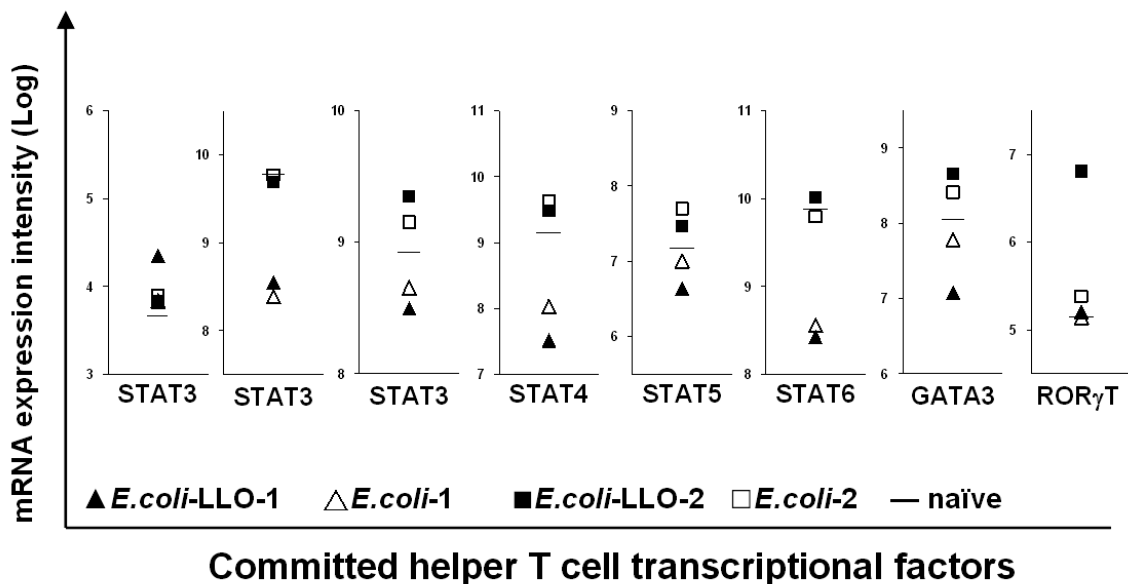 mRNA expression intensity (Log)
6
5
4
3
STAT3
10
9
8
STAT3
10
9
8
STAT3
11
10
9
8
7
STAT4
9
8
7
6
STAT5
11
10
9
8
STAT6
9
8
7
6
GATA3
7
6
5
RORγT
▲ E.coli-LLO-1 △ E.coli-1 ■ E.coli-LLO-2 □ E.coli-2 — naïve
Committed helper T cell transcriptional factors